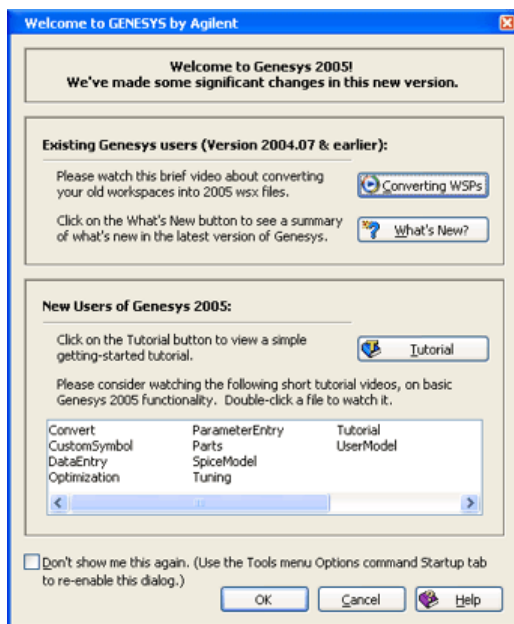 Welcome to GENESYS by Agilent
Welcome to Genesys 2005!
We've made some significant changes in this new version.
Existing Genesys users (Version 2004.07 & earlier):
Please watch this brief video about converting
your old workspaces into 2005 wsx files.
Converting WSPs
Click on the What's New button to see a summary
of what's new in the latest version of Genesys.
What's New?
New Users of Genesys 2005:
Click on the Tutorial button to view a simple
getting-started tutorial.
Tutorial
Please consider watching the following short tutorial videos, on basic
Genesys 2005 functionality. Double-click a file to watch it.
Convert ParameterEntry Tutorial
CustomSymbol Parts UserModel
DataEntry SpiceModel
Optimization Tuning
Don't show me this again. (Use the Tools menu Options command Startup tab
to re-enable this dialog.)
OK Cancel Help